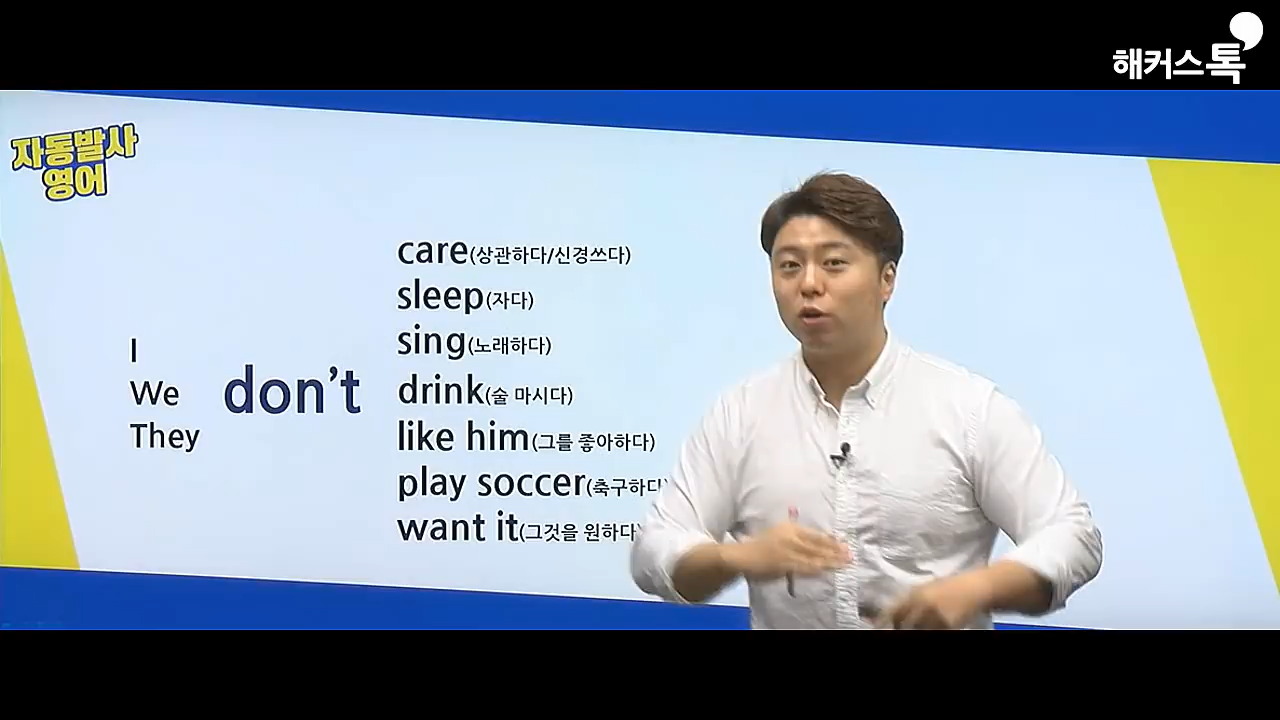 해커스톡
자동발사
영어
care(상관하다/신경쓰다)
sleep(자다)
sing(노래하다)
I
We
They
don't
drink(술 마시다)
like him(그를 좋아하다)
play soccer(축구하다)
want it(그것을 원하다)